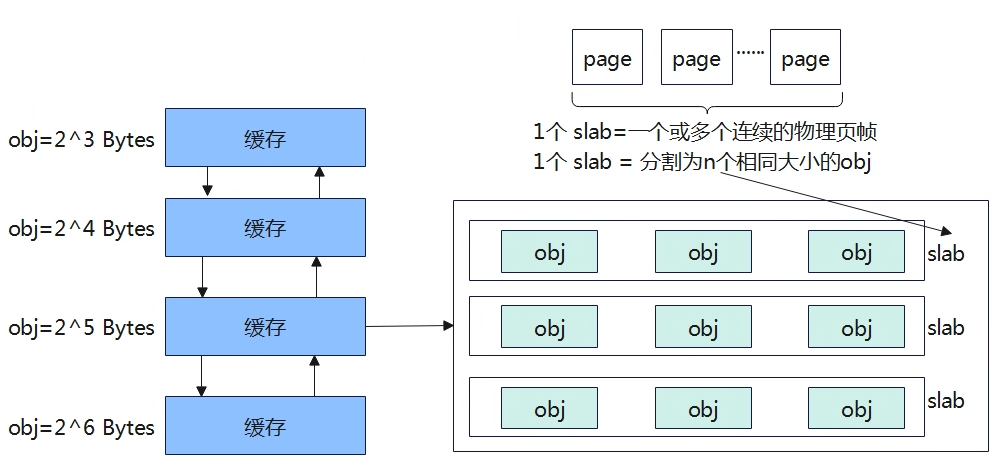 page page ...... page
1个 slab=一个或多个连续的物理页帧
1个 slab = 分割为n个相同大小的obj
obj=2^3 Bytes 缓存
obj=2^4 Bytes 缓存
obj=2^5 Bytes 缓存
obj=2^6 Bytes 缓存
obj obj obj slab
obj obj obj slab
obj obj obj slab